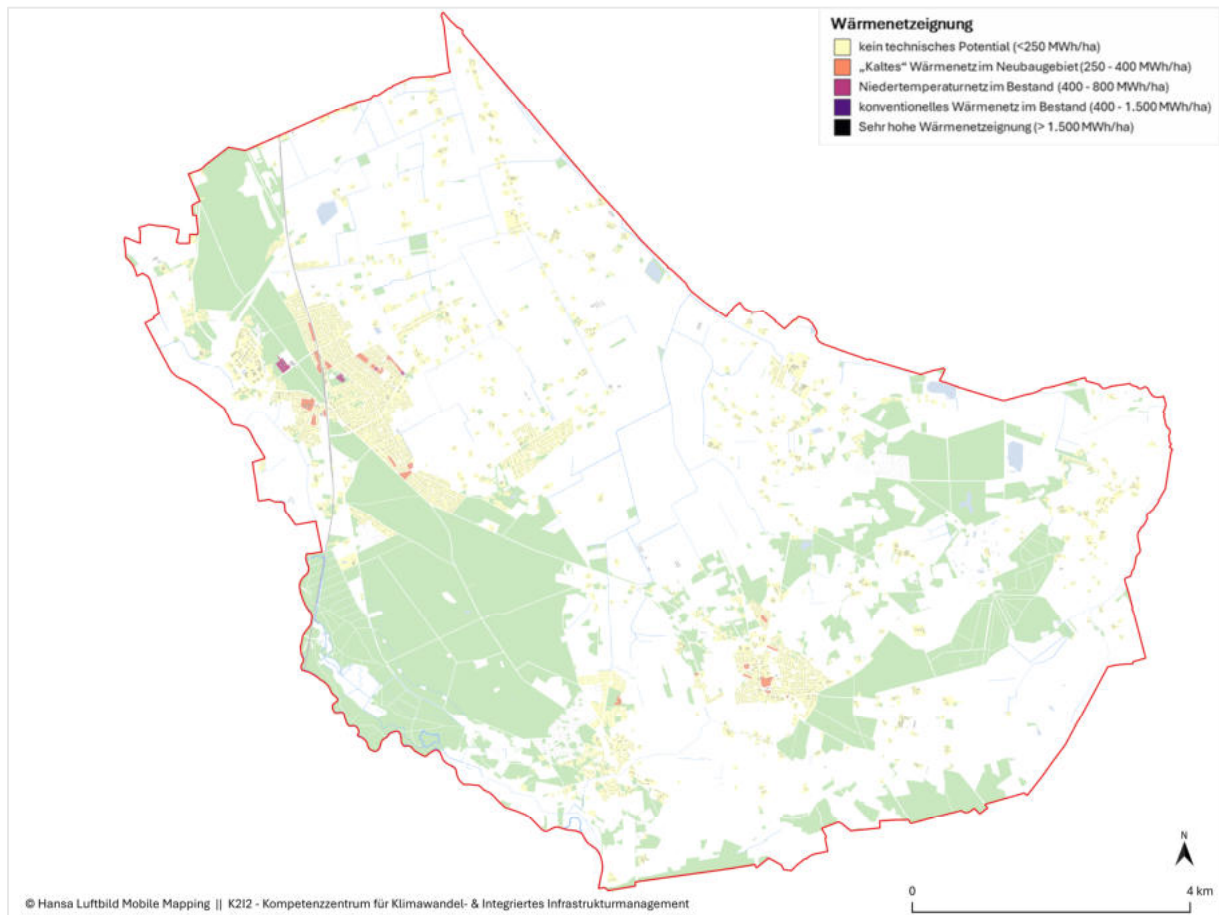 Wärmenetzeignung
kein technisches Potential (<250 MWh/ha)
„Kaltes“ Wärmenetz im Neubaugebiet (250 - 400 MWh/ha)
Niedertemperaturnetz im Bestand (400 - 800 MWh/ha)
konventionelles Wärmenetz im Bestand (400 - 1.500 MWh/ha)
Sehr hohe Wärmenetzeignung (> 1.500 MWh/ha)
N
0 4 km
© Hansa Luftbild Mobile Mapping || K2I2 - Kompetenzzentrum für Klimawandel- & Integriertes Infrastrukturmanagement